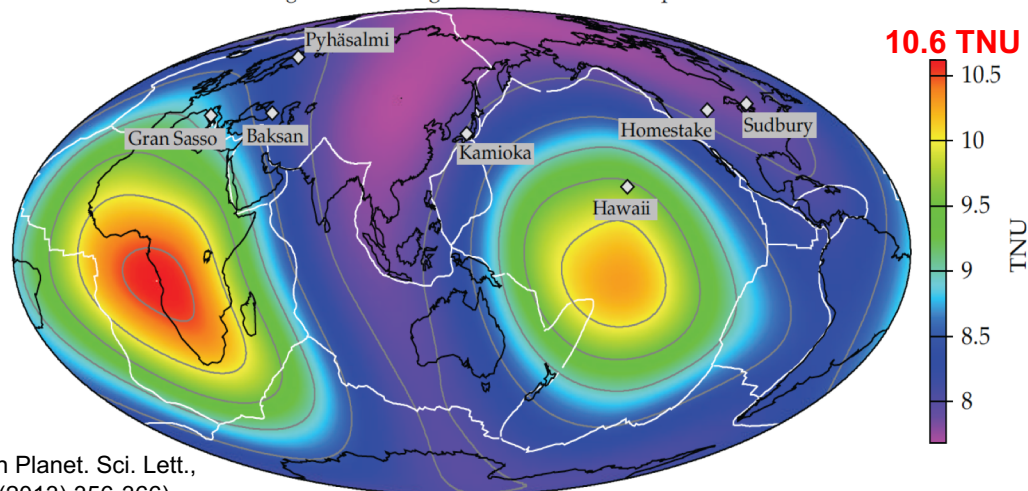 10.6 TNU
Pyhäsalmi
10.5
Gran Sasso
Baksan
Kamioka
Homestake
Sudbury
10
Hawaii
9.5
TNU
9
8.5
8
Planet. Sci. Lett.,